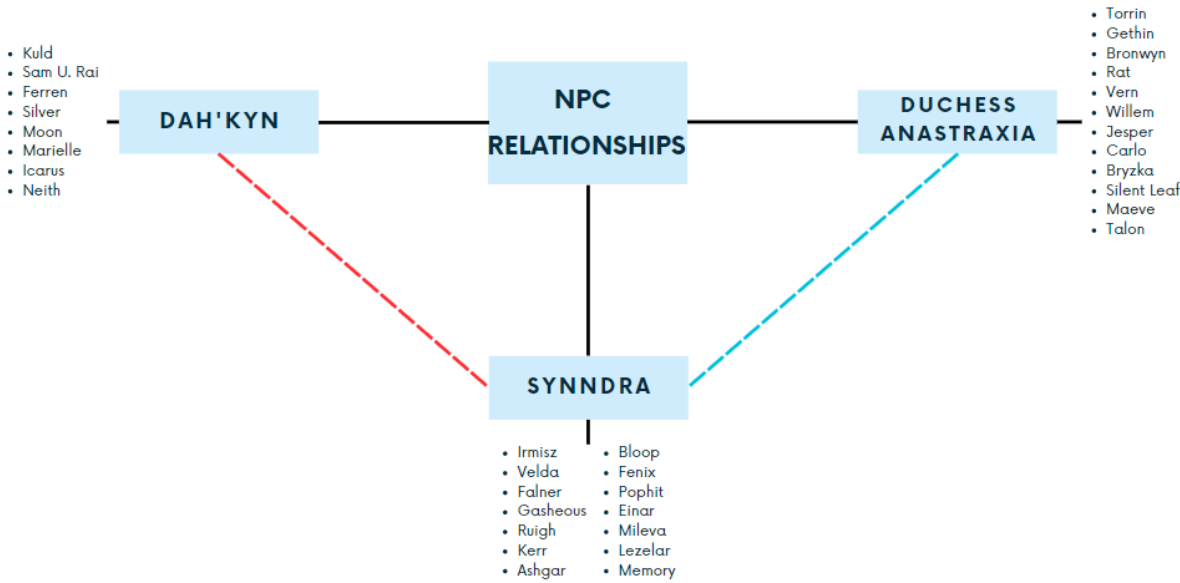 NPC
RELATIONSHIPS
DAH'KYN
• Kuld
• Sam U. Rai
• Ferren
• Silver
• Moon
• Marielle
• Icarus
• Neith
DUCHESS
ANASTRAXIA
• Torrin
• Gethin
• Bronwyn
• Rat
• Vern
• Willem
• Jesper
• Carlo
• Bryzka
• Silent Leaf
• Maeve
• Talon
SYNNDRA
• Irmisz
• Velda
• Falner
• Gasheous
• Ruigh
• Kerr
• Ashgar
• Bloop
• Fenix
• Pophit
• Einar
• Mileva
• Lezelar
• Memory